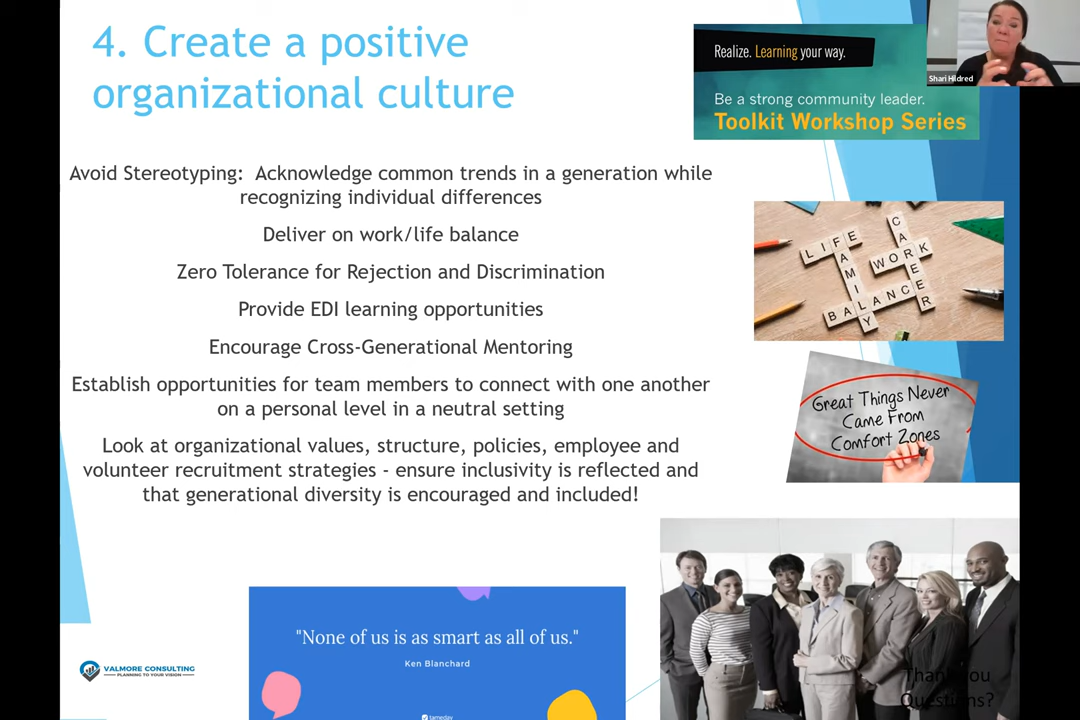 4. Create a positive
organizational culture
Realize. Learning your way.
Be a strong community leader.
Toolkit Workshop Series
Shari Hildred
Avoid Stereotyping: Acknowledge common trends in a generation while
recognizing individual differences
Deliver on work/life balance
Zero Tolerance for Rejection and Discrimination
Provide EDI learning opportunities
Encourage Cross-Generational Mentoring
Establish opportunities for team members to connect with one another
on a personal level in a neutral setting
Look at organizational values, structure, policies, employee and
volunteer recruitment strategies - ensure inclusivity is reflected and
that generational diversity is encouraged and included!
LIFE
CAREER
WORK
FAMILY
BALANCE
Great Things Never
Came From
Comfort Zones
"None of us is as smart as all of us."
Ken Blanchard
tameday
VALMORE CONSULTING
PLANNING TO YOUR VISION
Thank You
Questions?